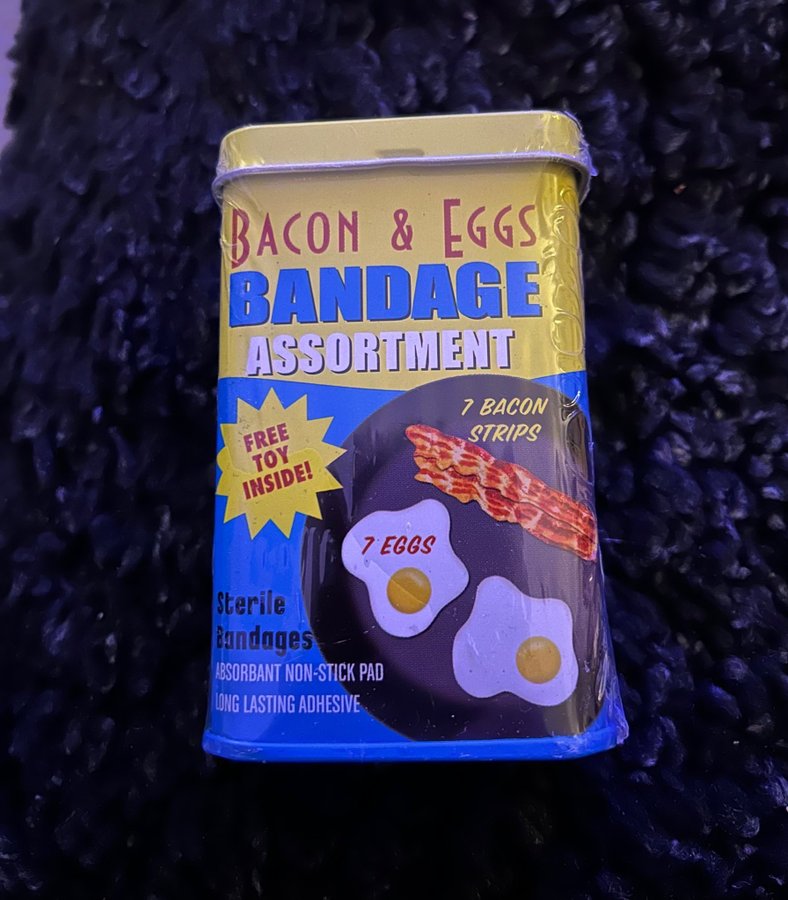 BACON & EGGS
BANDAGE
ASSORTMENT
7 BACON
STRIPS
FREE
TOY
INSIDE!
7 EGGS
Sterile
Bandages
ABSORBANT NON-STICK PAD
LONG LASTING ADHESIVE